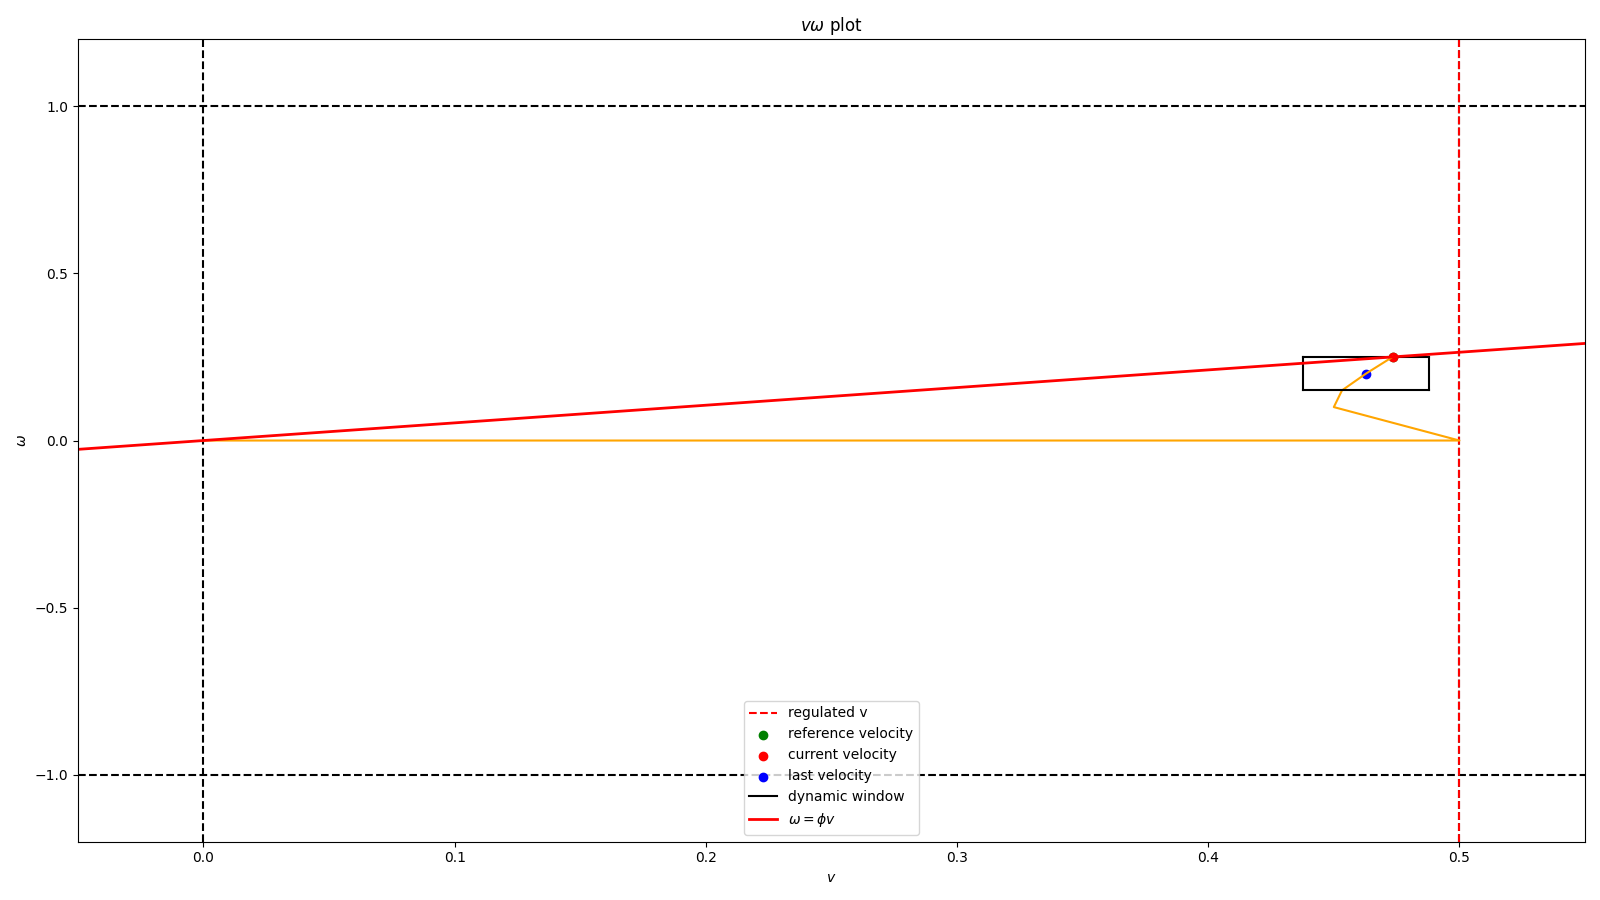 vω plot
1.0
0.5
0.0
−0.5
−1.0
ω
regulated v
reference velocity
current velocity
last velocity
dynamic window
ω = ϕv
0.0 0.1 0.2 0.3 0.4 0.5
v